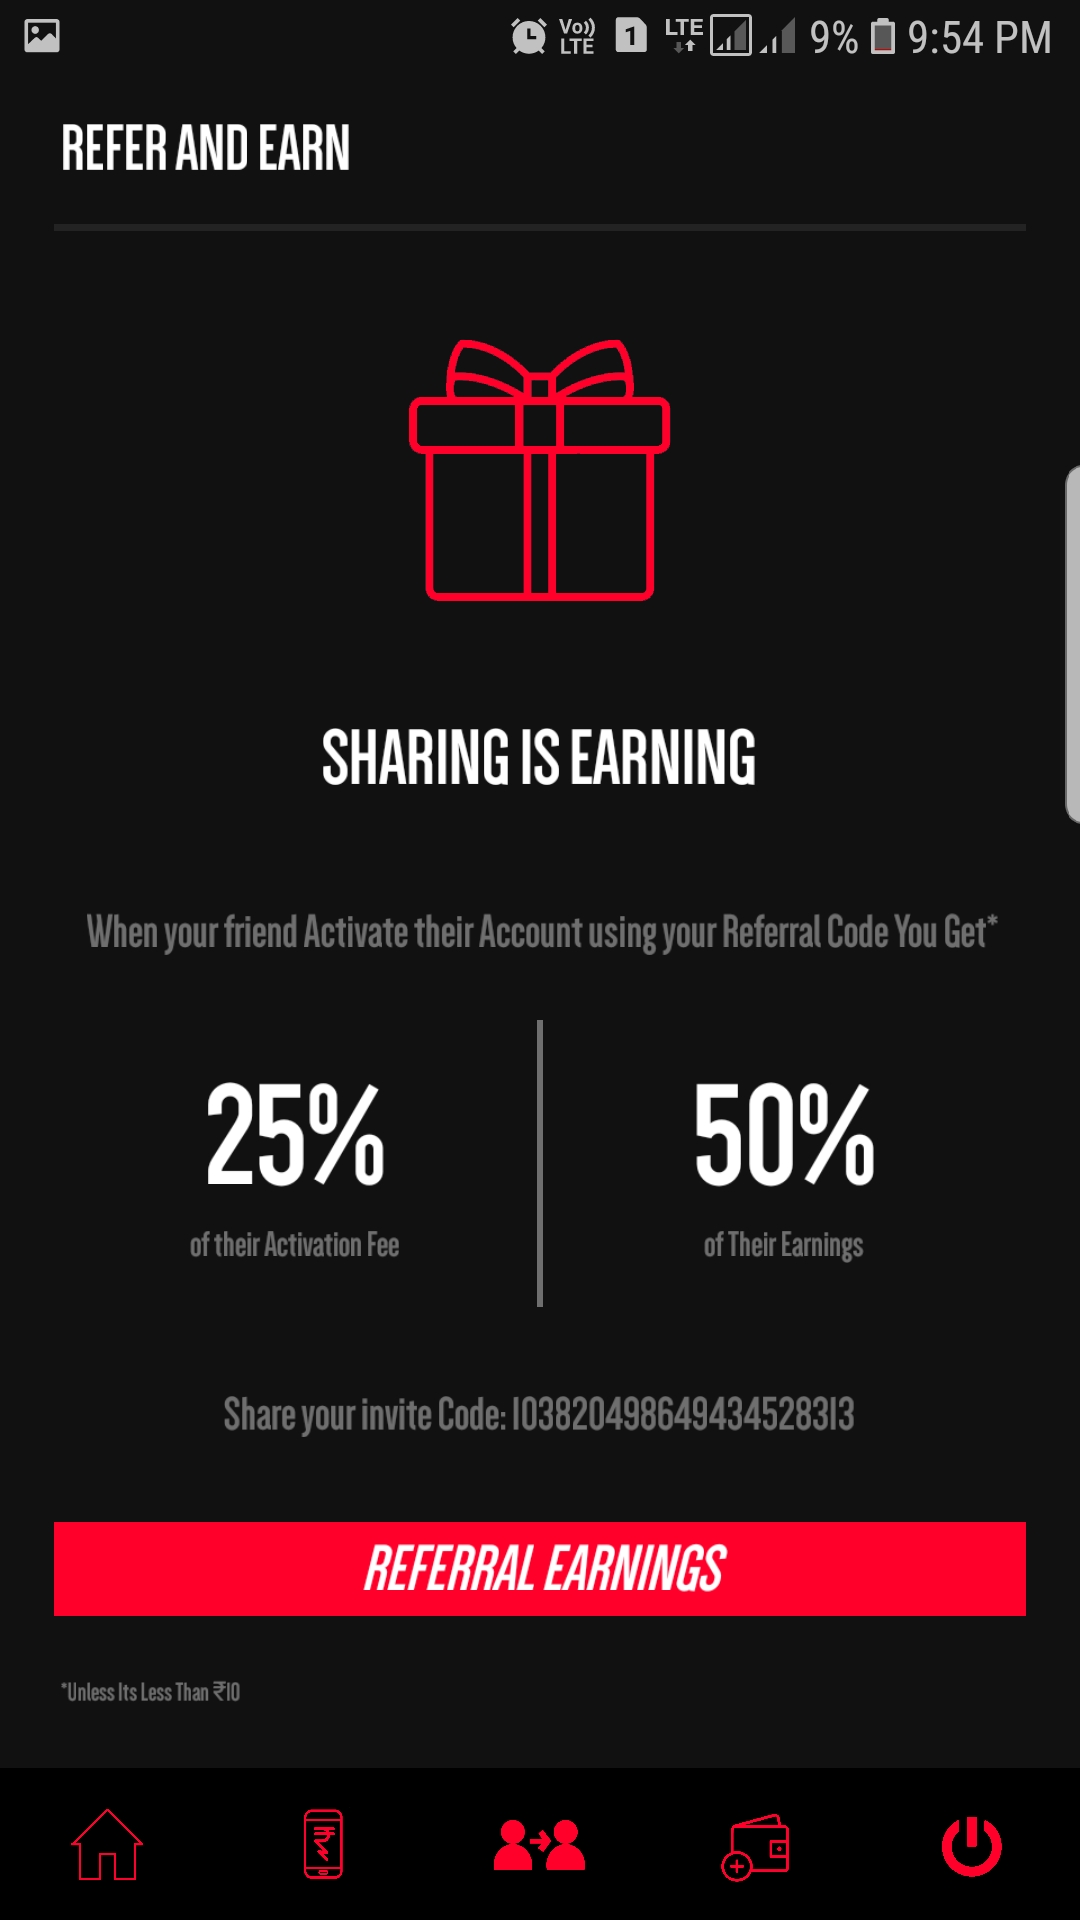 Vo)) LTE 1 LTE 9% 9:54 PM
REFER AND EARN
SHARING IS EARNING
When your friend Activate their Account using your Referral Code You Get*
25% 50%
of their Activation Fee of Their Earnings
Share your invite Code: 103820498649434528313
REFERRAL EARNINGS
*Unless Its Less Than ₹10